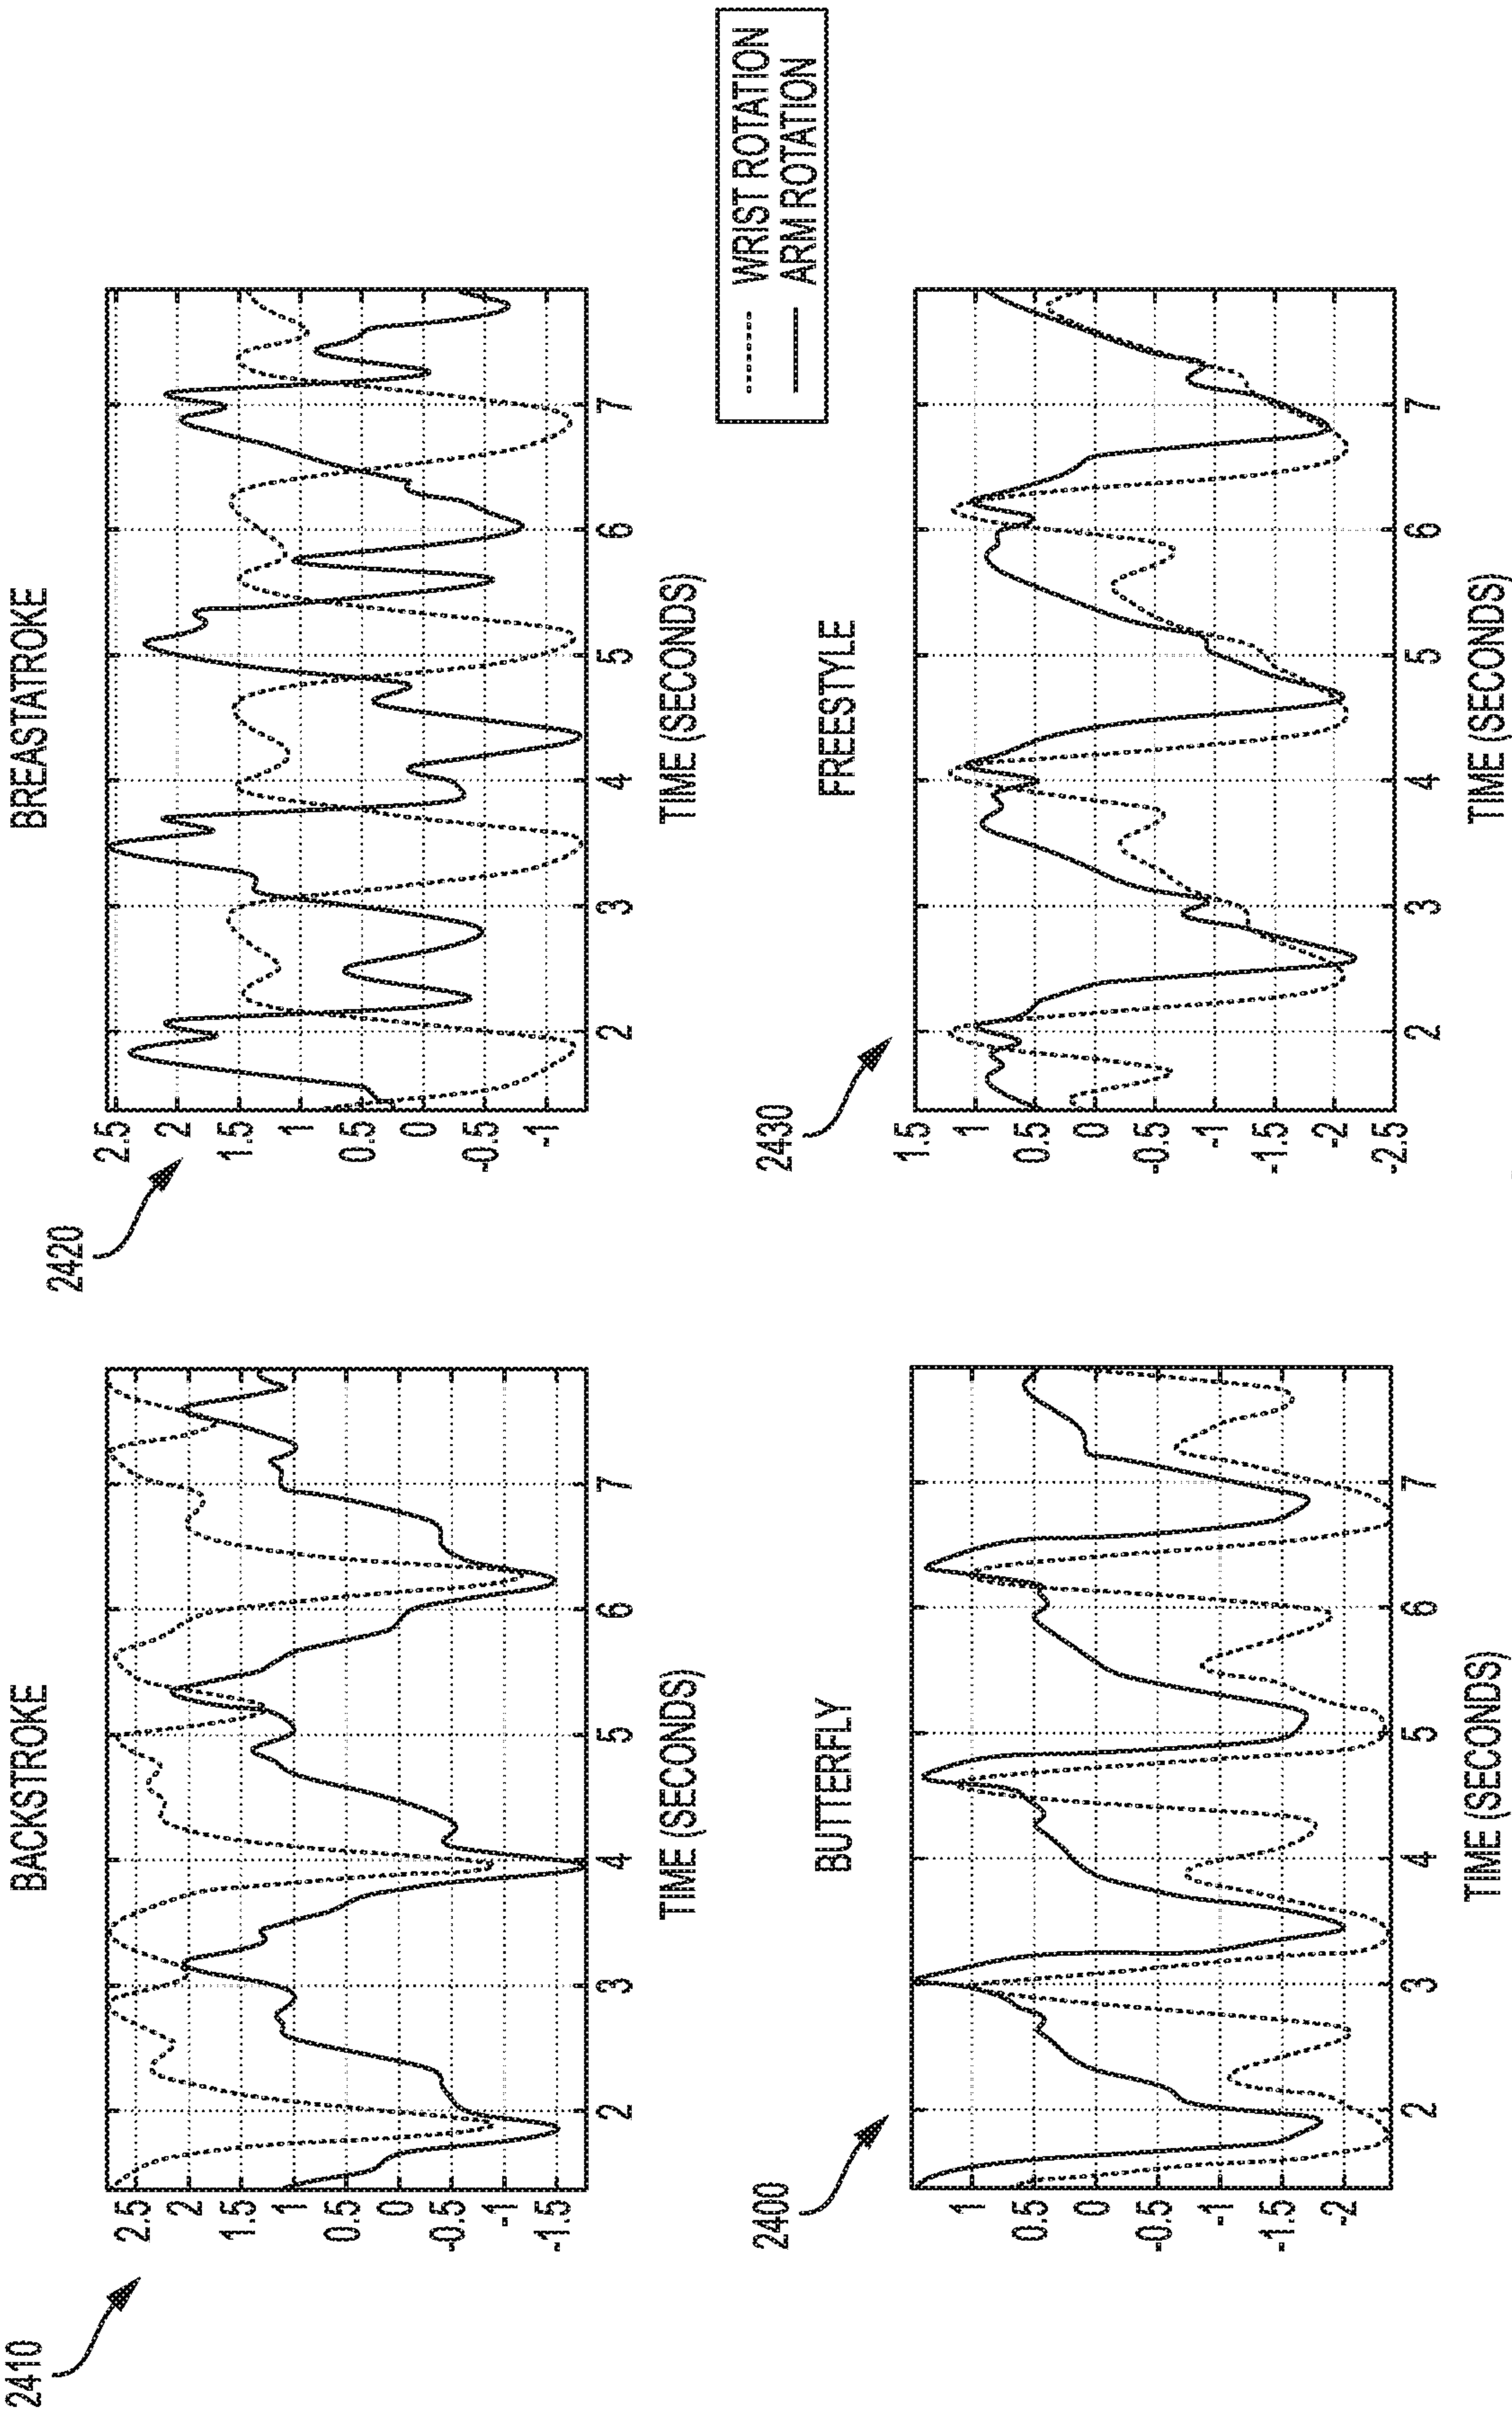 2410
BACKSTROKE
2.5
2
1.5
1
0.5
0
-0.5
-1
-1.5
2 3 4 5 6 7
TIME (SECONDS)
2420
BREASTATROKE
2.5
2
1.5
1
0.5
0
-0.5
-1
2 3 4 5 6 7
TIME (SECONDS)
WRIST ROTATION
ARM ROTATION
2400
BUTTERFLY
1
0.5
0
-0.5
-1
-1.5
-2
2 3 4 5 6 7
TIME (SECONDS)
2430
FREESTYLE
1.5
1
0.5
0
-0.5
-1
-1.5
-2
-2.5
2 3 4 5 6 7
TIME (SECONDS)